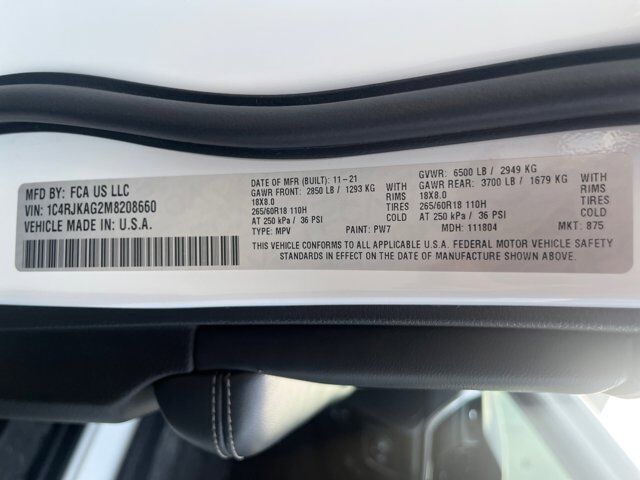 MFD BY: FCA US LLC
VIN: 1C4RJKAG2M8208660
VEHICLE MADE IN: U.S.A.
DATE OF MFR (BUILT): 11-21
GAWR FRONT: 2850 LB / 1293 KG
18X8.0
265/60R18 110H
AT 250 kPa / 36 PSI
TYPE: MPV
WITH
RIMS
TIRES
COLD
PAINT: PW7
GVWR: 6500 LB / 2949 KG
GAWR REAR: 3700 LB / 1679 KG
18X8.0
265/60R18 110H
AT 250 kPa / 36 PSI
MDH: 111804
WITH
RIMS
TIRES
COLD
MKT: 875
THIS VEHICLE CONFORMS TO ALL APPLICABLE U.S.A. FEDERAL MOTOR VEHICLE SAFETY
STANDARDS IN EFFECT ON THE DATE OF MANUFACTURE SHOWN ABOVE.